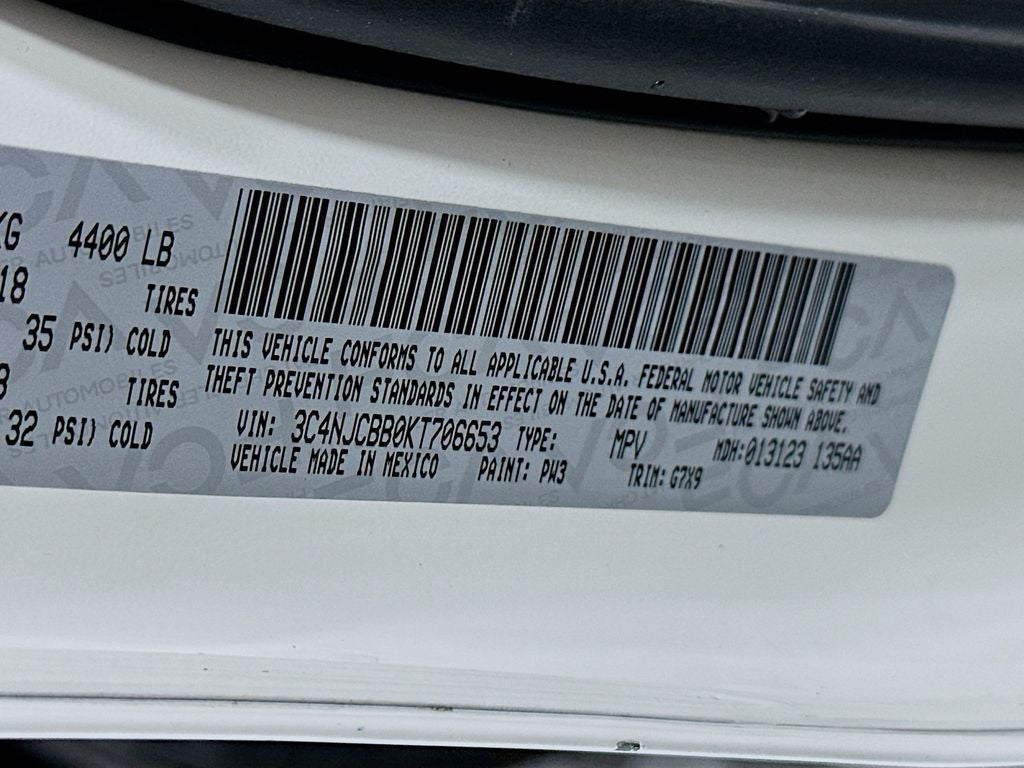 KG 4400 LB
18 TIRES
35 PSI) COLD
TIRES
32 PSI) COLD
THIS VEHICLE CONFORMS TO ALL APPLICABLE U.S.A. FEDERAL MOTOR VEHICLE SAFETY AND
THEFT PREVENTION STANDARDS IN EFFECT ON THE DATE OF MANUFACTURE SHOWN ABOVE.
VIN: 3C4NJCBB0KT706653 TYPE: MPV MDH:013123 135AA
VEHICLE MADE IN MEXICO PAINT: PW3 TRIM: G7X9